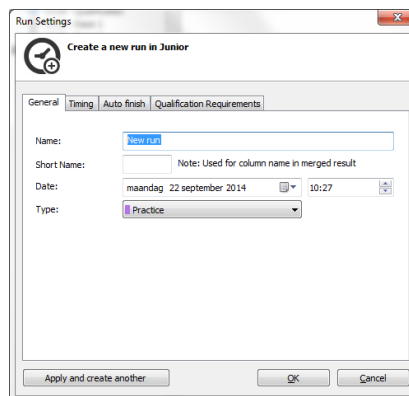 Run Settings
Create a new run in Junior
General Timing Auto finish Qualification Requirements
Name: New run
Short Name: Note: Used for column name in merged result
Date: maandag 22 september 2014 10:27
Type: Practice
Apply and create another OK Cancel